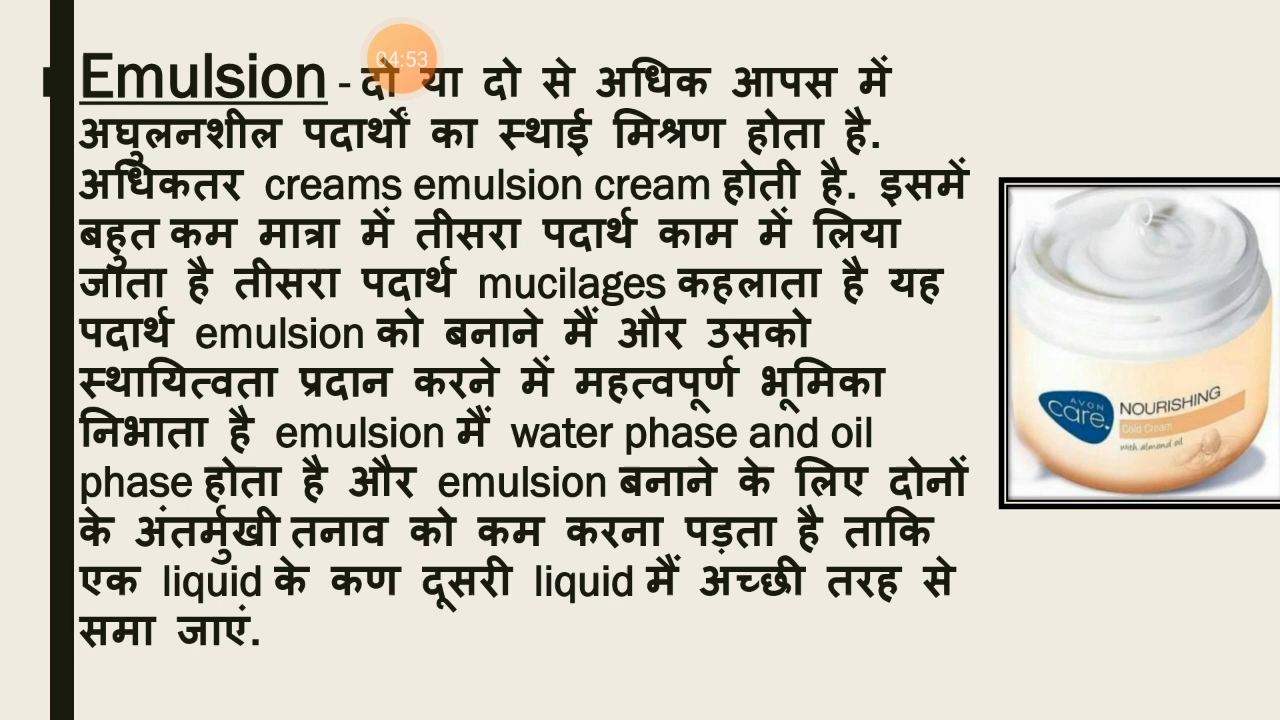 Emulsion - दो या दो से अधिक आपस में
अघुलनशील पदार्थों का स्थाई मिश्रण होता है.
अधिकतर creams emulsion cream होती है. इसमें
बहुत कम मात्रा में तीसरा पदार्थ काम में लिया
जाता है तीसरा पदार्थ mucilages कहलाता है यह
पदार्थ emulsion को बनाने मैं और उसको
स्थायित्वता प्रदान करने में महत्वपूर्ण भूमिका
निभाता है emulsion मैं water phase and oil
phase होता है और emulsion बनाने के लिए दोनों
के अंतर्मुखी तनाव को कम करना पड़ता है ताकि
एक liquid के कण दूसरी liquid मैं अच्छी तरह से
समा जाएं.
04:53
AVON
care
NOURISHING
Cold Cream
with almond oil